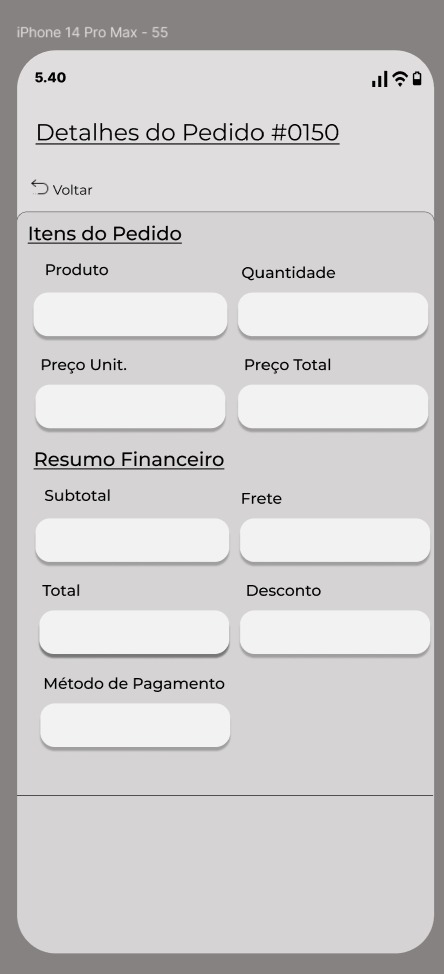 iPhone 14 Pro Max - 55
5.40
Detalhes do Pedido #0150
Voltar
Itens do Pedido
Produto
Quantidade
Preço Unit.
Preço Total
Resumo Financeiro
Subtotal
Frete
Total
Desconto
Método de Pagamento